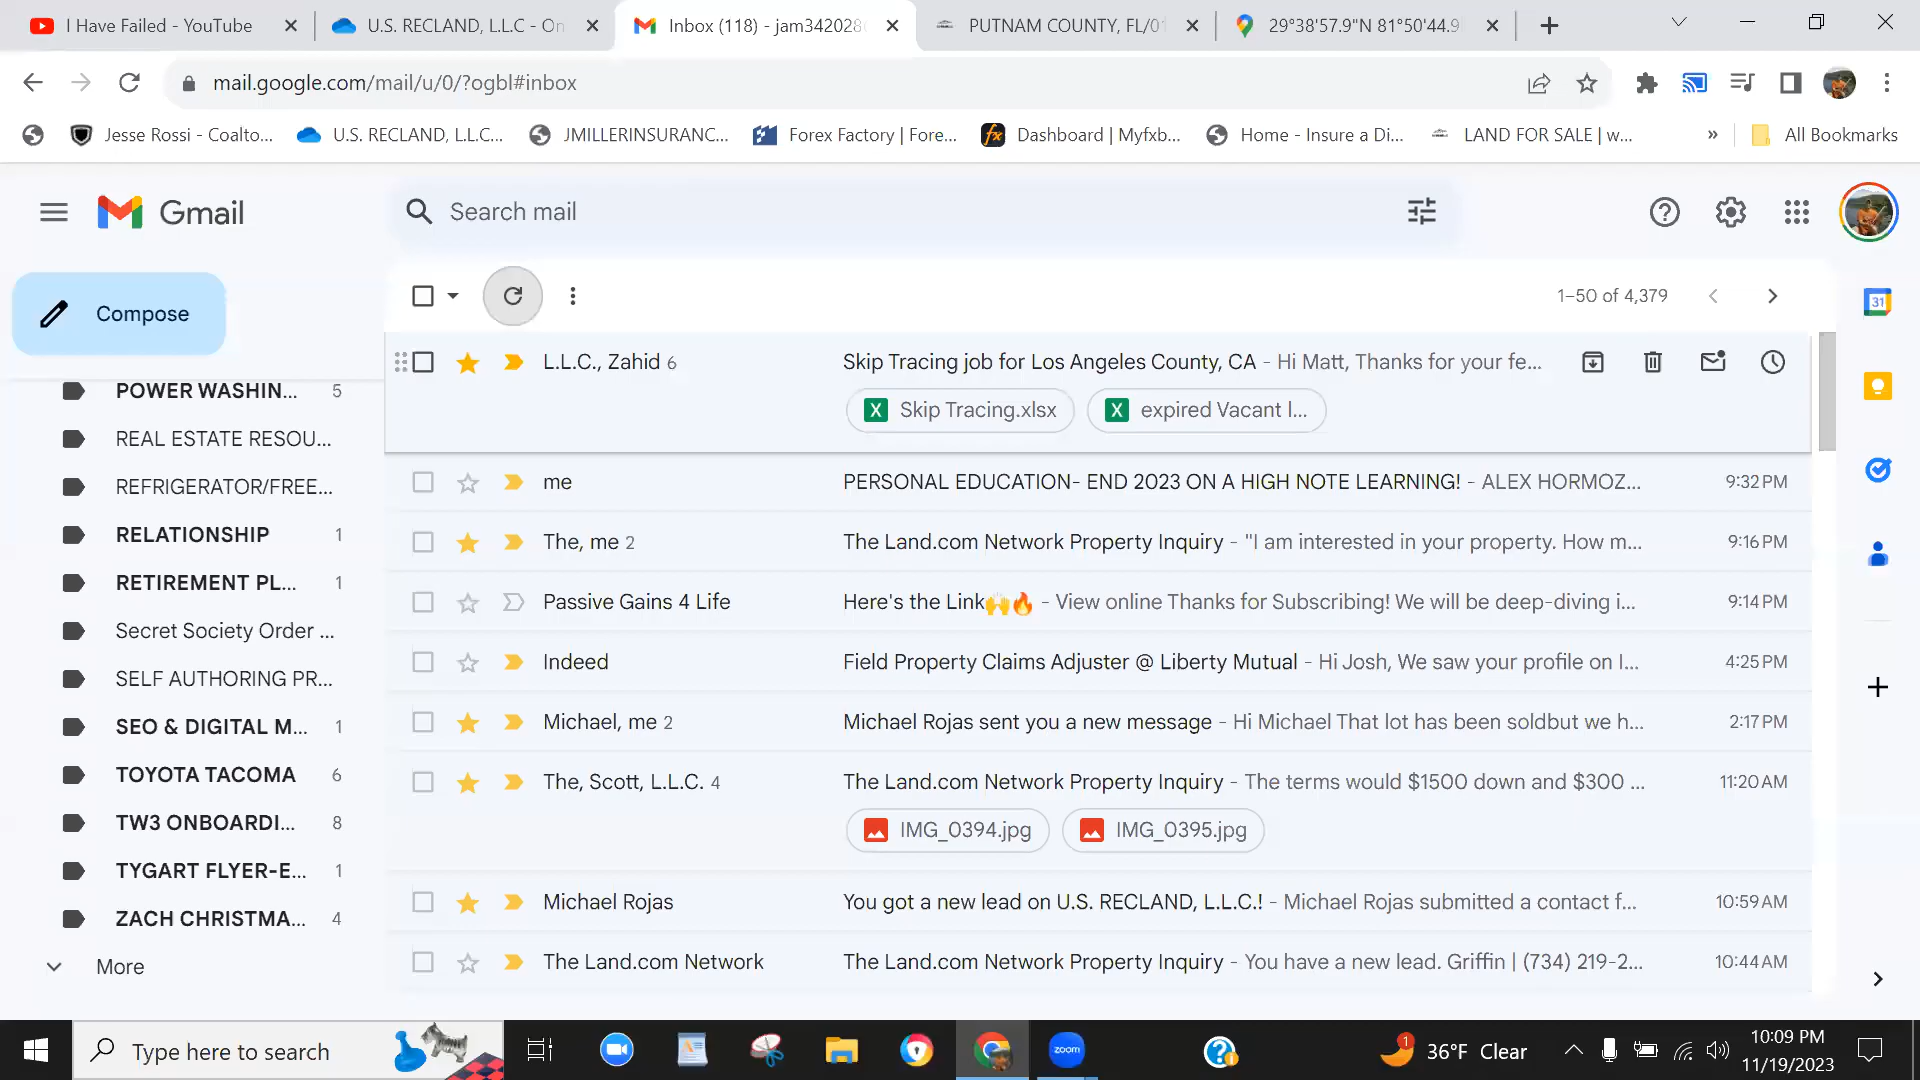 I Have Failed - YouTube
U.S. RECLAND, L.L.C - On
Inbox (118) - jam342028
PUTNAM COUNTY, FL/01
29°38'57.9"N 81°50'44.9
mail.google.com/mail/u/0/?ogbl#inbox
Jesse Rossi - Coalto...
U.S. RECLAND, L.L.C...
JMILLERINSURANC...
Forex Factory | Fore...
Dashboard | Myfxb...
Home - Insure a Di...
LAND FOR SALE | w...
»
All Bookmarks
Gmail
Search mail
Compose
1–50 of 4,379
POWER WASHIN... 5
REAL ESTATE RESOU...
REFRIGERATOR/FREE...
RELATIONSHIP 1
RETIREMENT PL... 1
Secret Society Order ...
SELF AUTHORING PR...
SEO & DIGITAL M... 1
TOYOTA TACOMA 6
TW3 ONBOARDI... 8
TYGART FLYER-E... 1
ZACH CHRISTMA... 4
More
L.L.C., Zahid 6 Skip Tracing job for Los Angeles County, CA - Hi Matt, Thanks for your fe...
Skip Tracing.xlsx expired Vacant l...
me PERSONAL EDUCATION- END 2023 ON A HIGH NOTE LEARNING! - ALEX HORMOZ... 9:32 PM
The, me 2 The Land.com Network Property Inquiry - "I am interested in your property. How m... 9:16 PM
Passive Gains 4 Life Here's the Link🙌🔥 - View online Thanks for Subscribing! We will be deep-diving i... 9:14 PM
Indeed Field Property Claims Adjuster @ Liberty Mutual - Hi Josh, We saw your profile on I... 4:25 PM
Michael, me 2 Michael Rojas sent you a new message - Hi Michael That lot has been soldbut we h... 2:17 PM
The, Scott, L.L.C. 4 The Land.com Network Property Inquiry - The terms would $1500 down and $300 ... 11:20 AM
IMG_0394.jpg IMG_0395.jpg
Michael Rojas You got a new lead on U.S. RECLAND, L.L.C.! - Michael Rojas submitted a contact f... 10:59 AM
The Land.com Network The Land.com Network Property Inquiry - You have a new lead. Griffin | (734) 219-2... 10:44 AM
31
Type here to search
zoom
1
36°F Clear
10:09 PM
11/19/2023